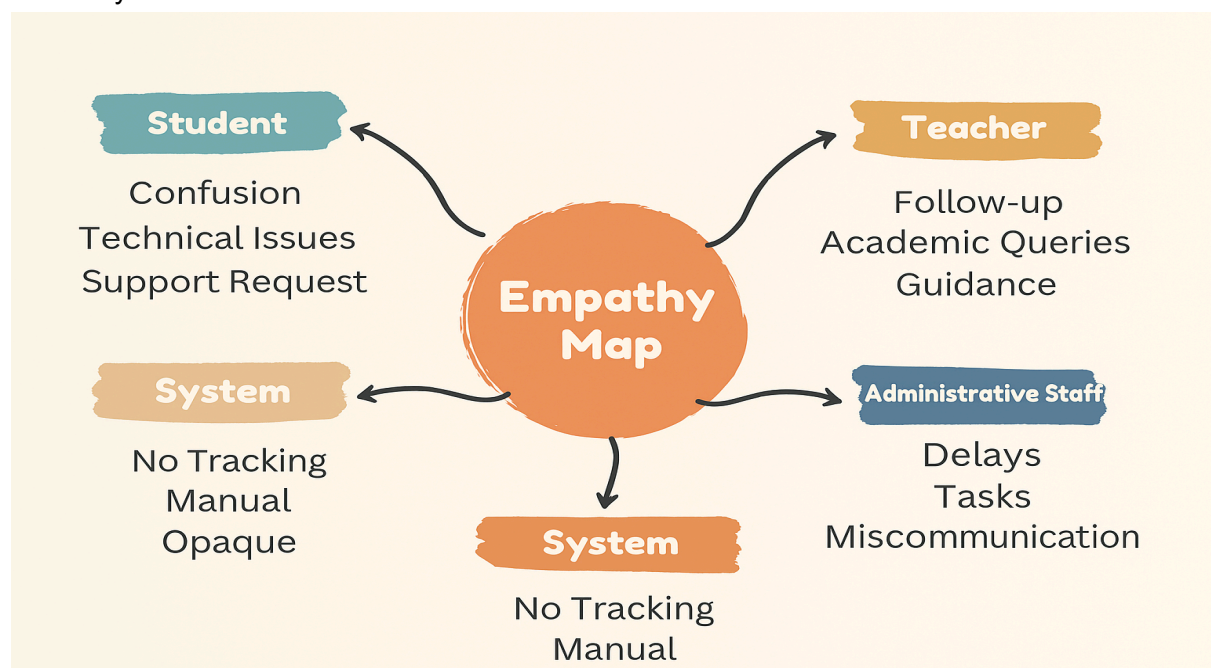 Student
Confusion
Technical Issues
Support Request
Teacher
Follow-up
Academic Queries
Guidance
Empathy
Map
System
No Tracking
Manual
Opaque
Administrative Staff
Delays
Tasks
Miscommunication
System
No Tracking
Manual